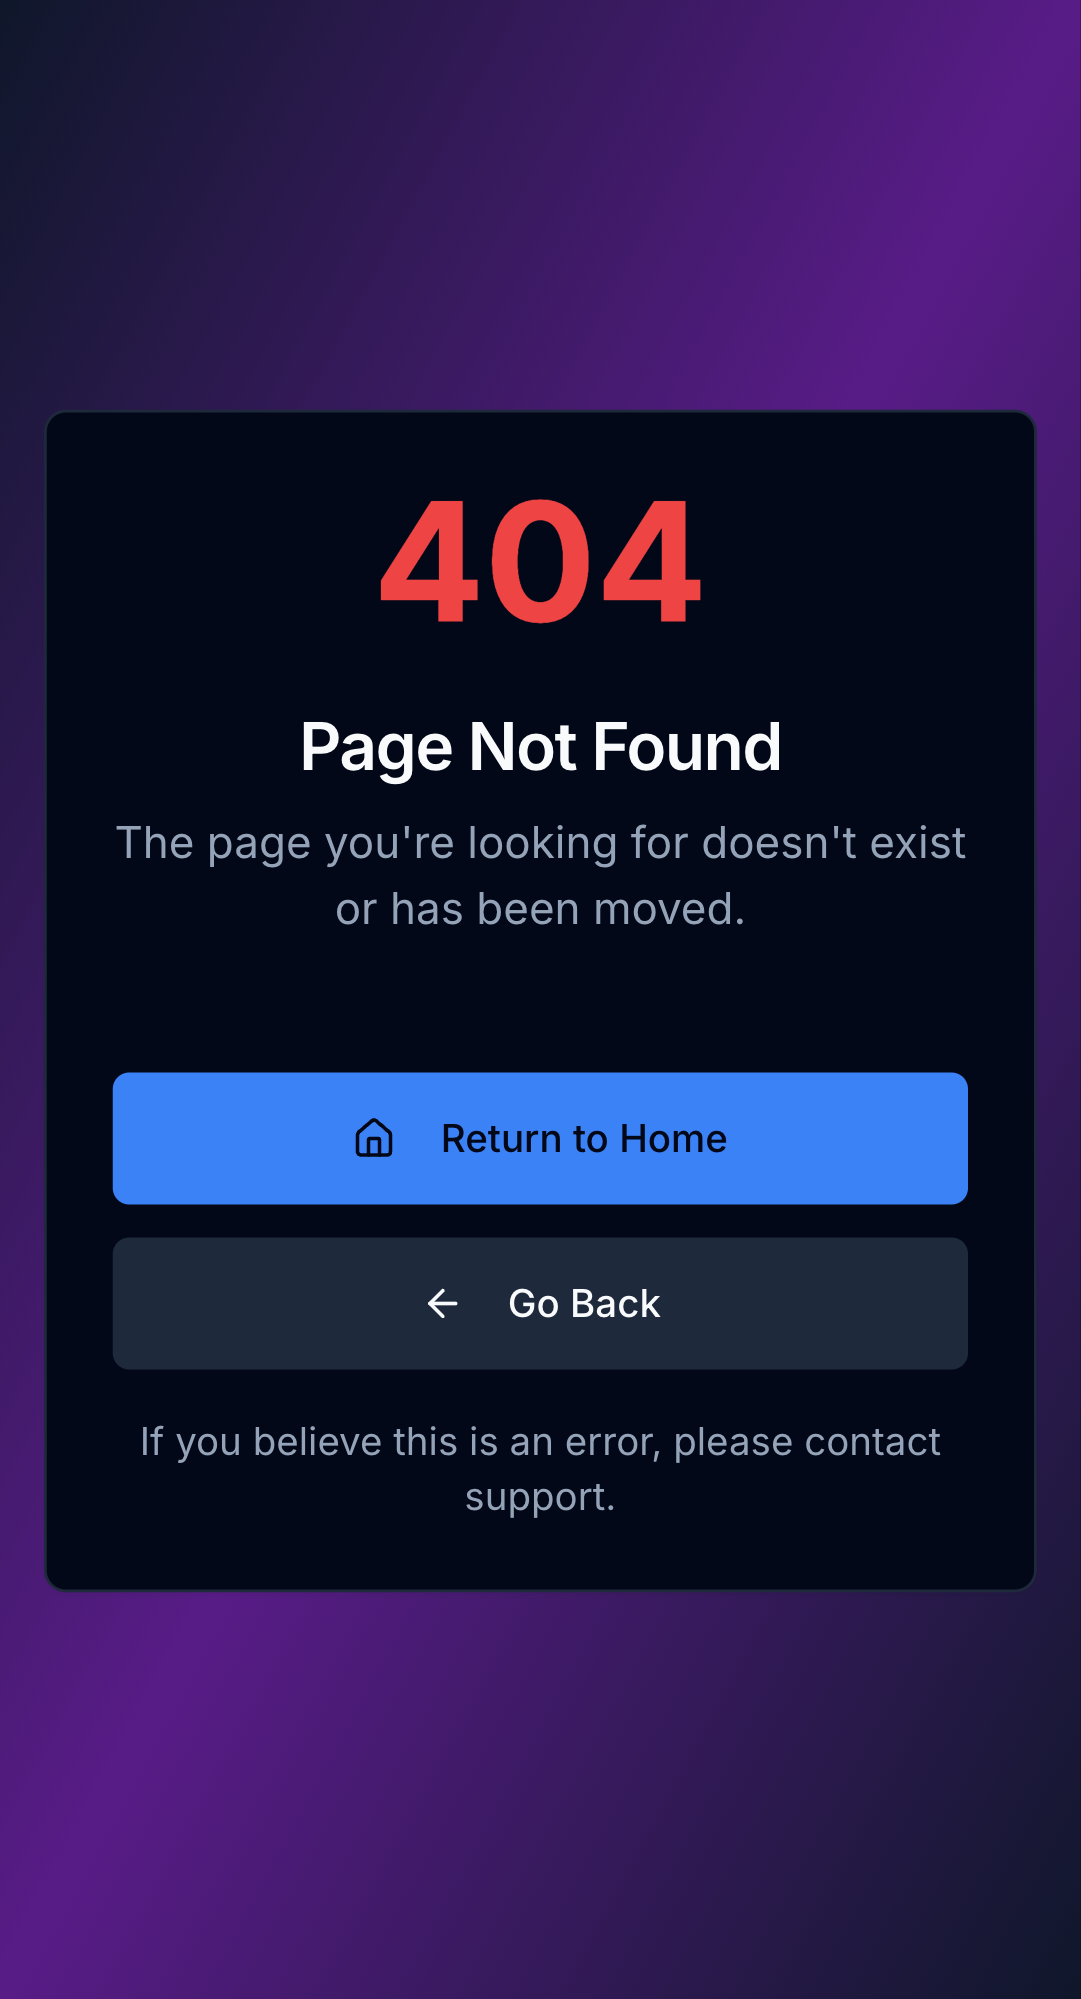 404
Page Not Found
The page you're looking for doesn't exist
or has been moved.
Return to Home
Go Back
If you believe this is an error, please contact
support.